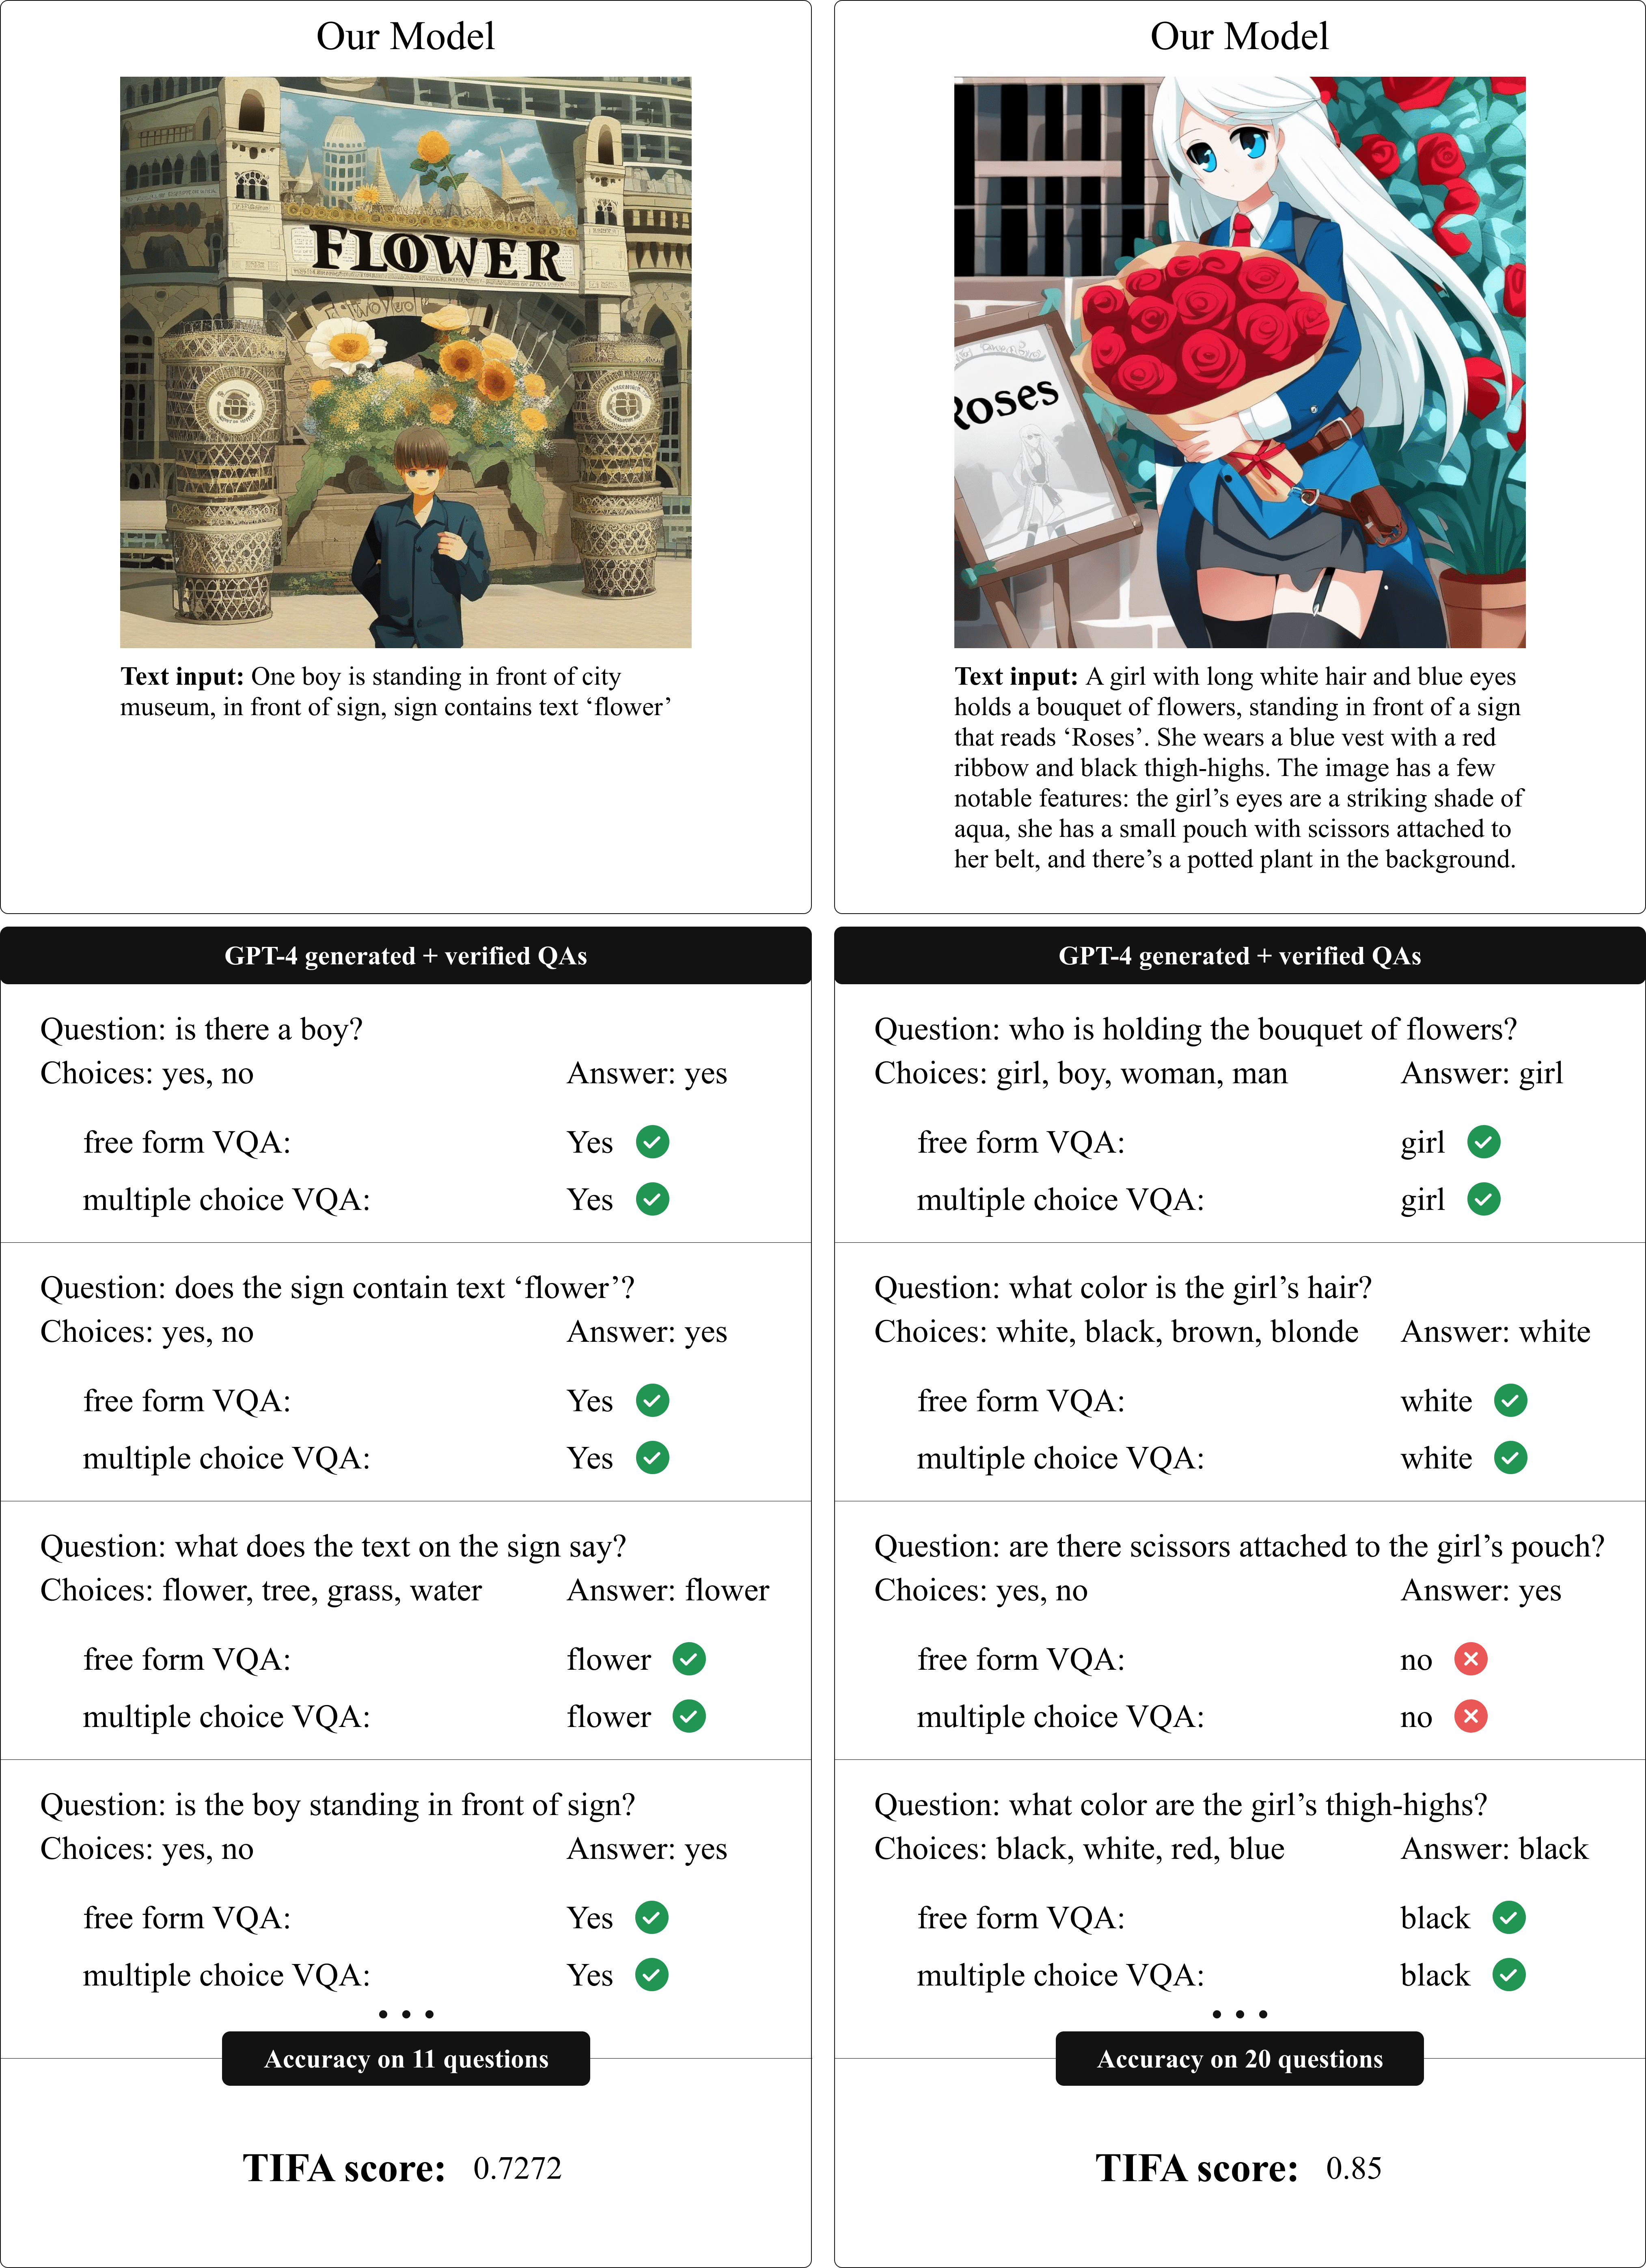 Our Model
FLOWER
Text input: One boy is standing in front of city
museum, in front of sign, sign contains text ‘flower’
GPT-4 generated + verified QAs
Question: is there a boy?
Choices: yes, no Answer: yes
free form VQA: Yes
multiple choice VQA: Yes
Question: does the sign contain text ‘flower’?
Choices: yes, no Answer: yes
free form VQA: Yes
multiple choice VQA: Yes
Question: what does the text on the sign say?
Choices: flower, tree, grass, water Answer: flower
free form VQA: flower
multiple choice VQA: flower
Question: is the boy standing in front of sign?
Choices: yes, no Answer: yes
free form VQA: Yes
multiple choice VQA: Yes
• • •
Accuracy on 11 questions
TIFA score: 0.7272
Our Model
Roses
Text input: A girl with long white hair and blue eyes
holds a bouquet of flowers, standing in front of a sign
that reads ‘Roses’. She wears a blue vest with a red
ribbow and black thigh-highs. The image has a few
notable features: the girl’s eyes are a striking shade of
aqua, she has a small pouch with scissors attached to
her belt, and there’s a potted plant in the background.
GPT-4 generated + verified QAs
Question: who is holding the bouquet of flowers?
Choices: girl, boy, woman, man Answer: girl
free form VQA: girl
multiple choice VQA: girl
Question: what color is the girl’s hair?
Choices: white, black, brown, blonde Answer: white
free form VQA: white
multiple choice VQA: white
Question: are there scissors attached to the girl’s pouch?
Choices: yes, no Answer: yes
free form VQA: no
multiple choice VQA: no
Question: what color are the girl’s thigh-highs?
Choices: black, white, red, blue Answer: black
free form VQA: black
multiple choice VQA: black
• • •
Accuracy on 20 questions
TIFA score: 0.85